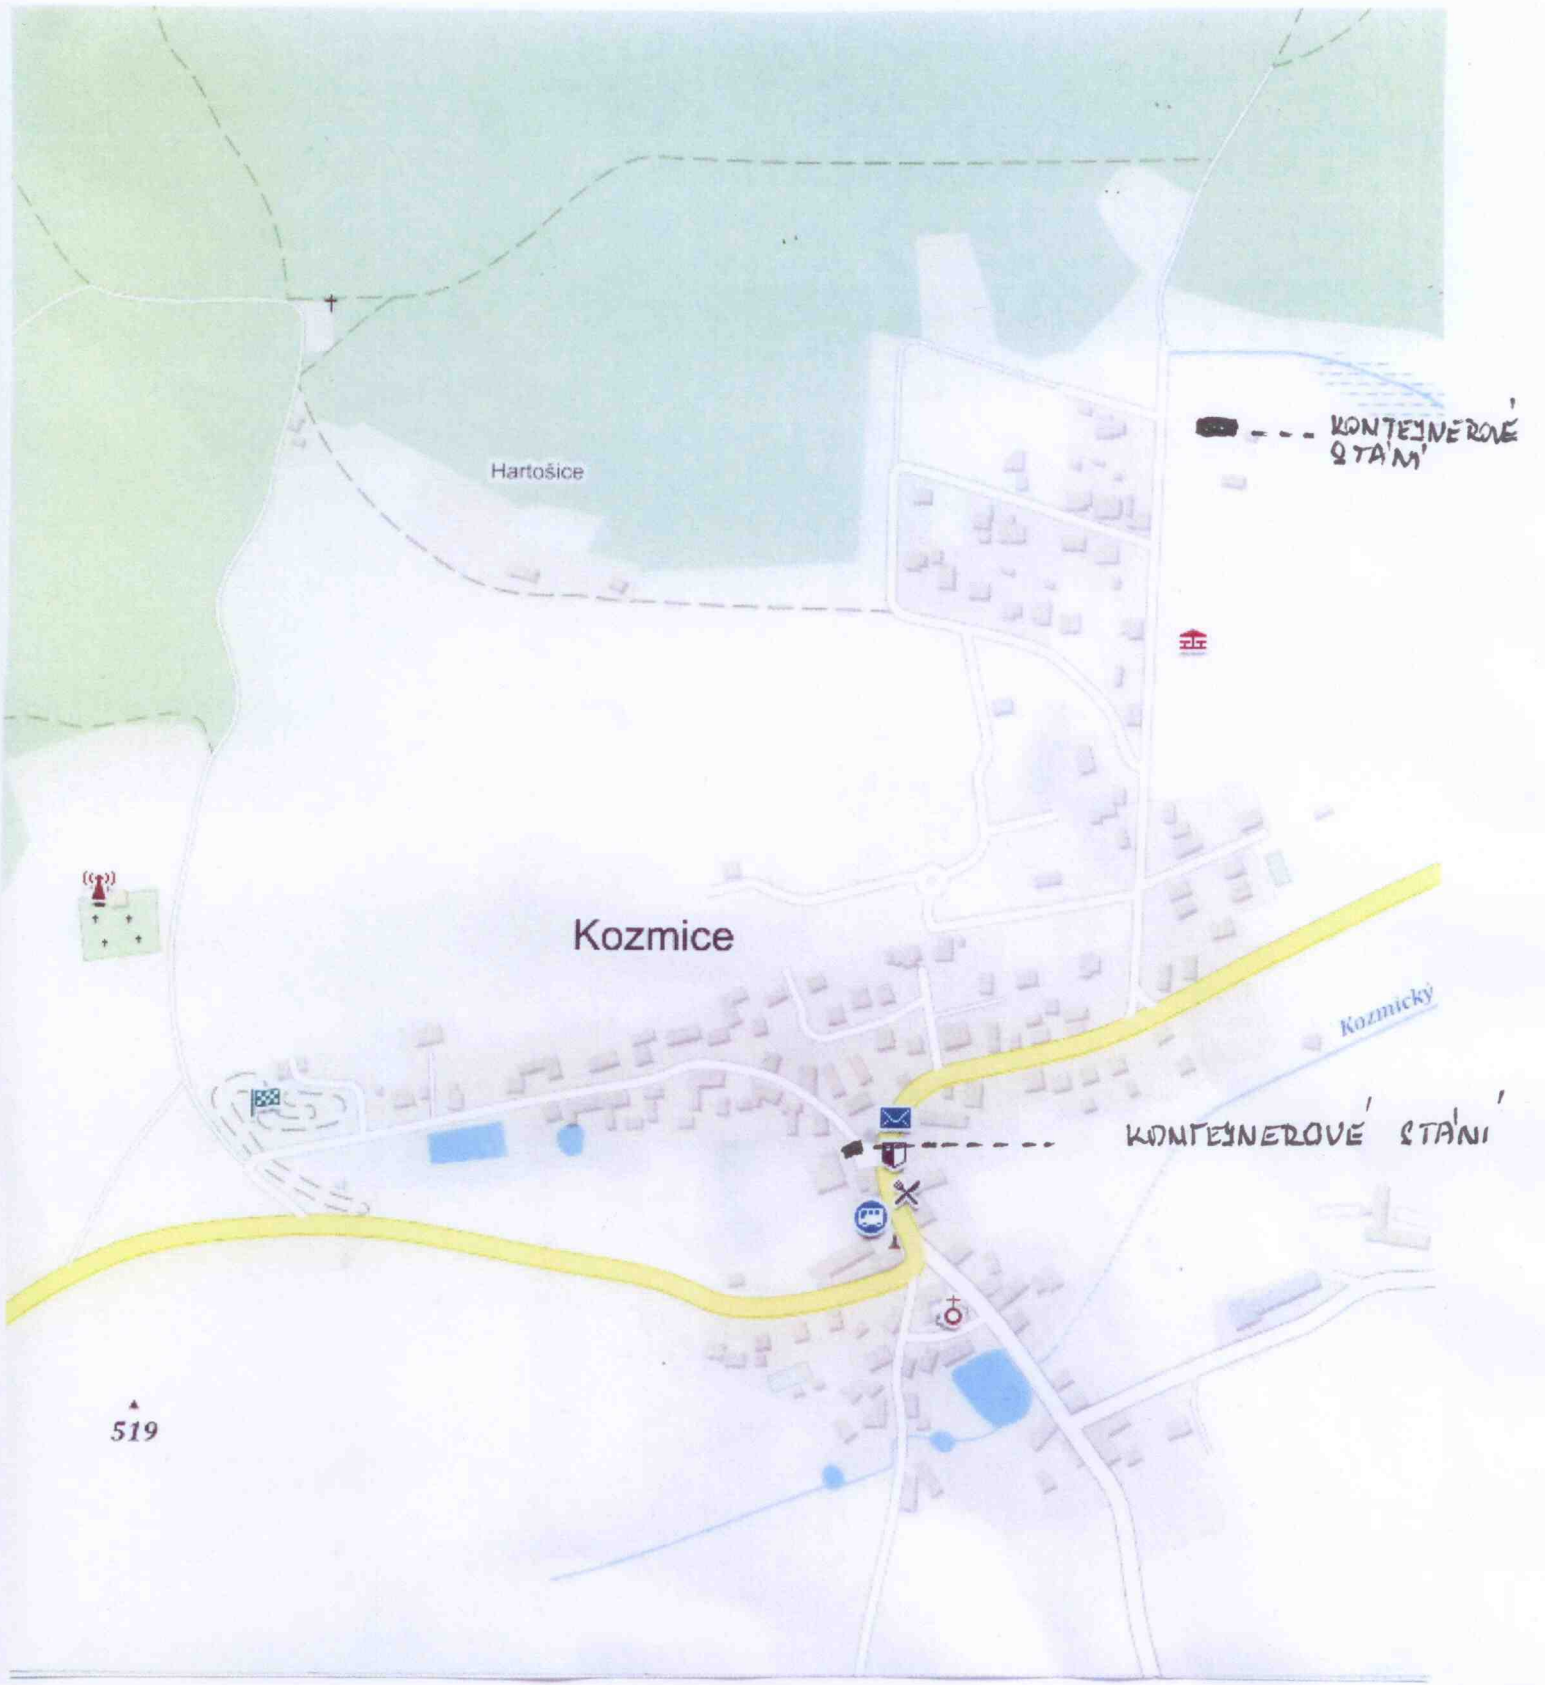 KONTEJNEROVÉ
STÁNÍ
Hartošice
Kozmice
Kozmický
KONTEJNEROVÉ STÁNÍ
519